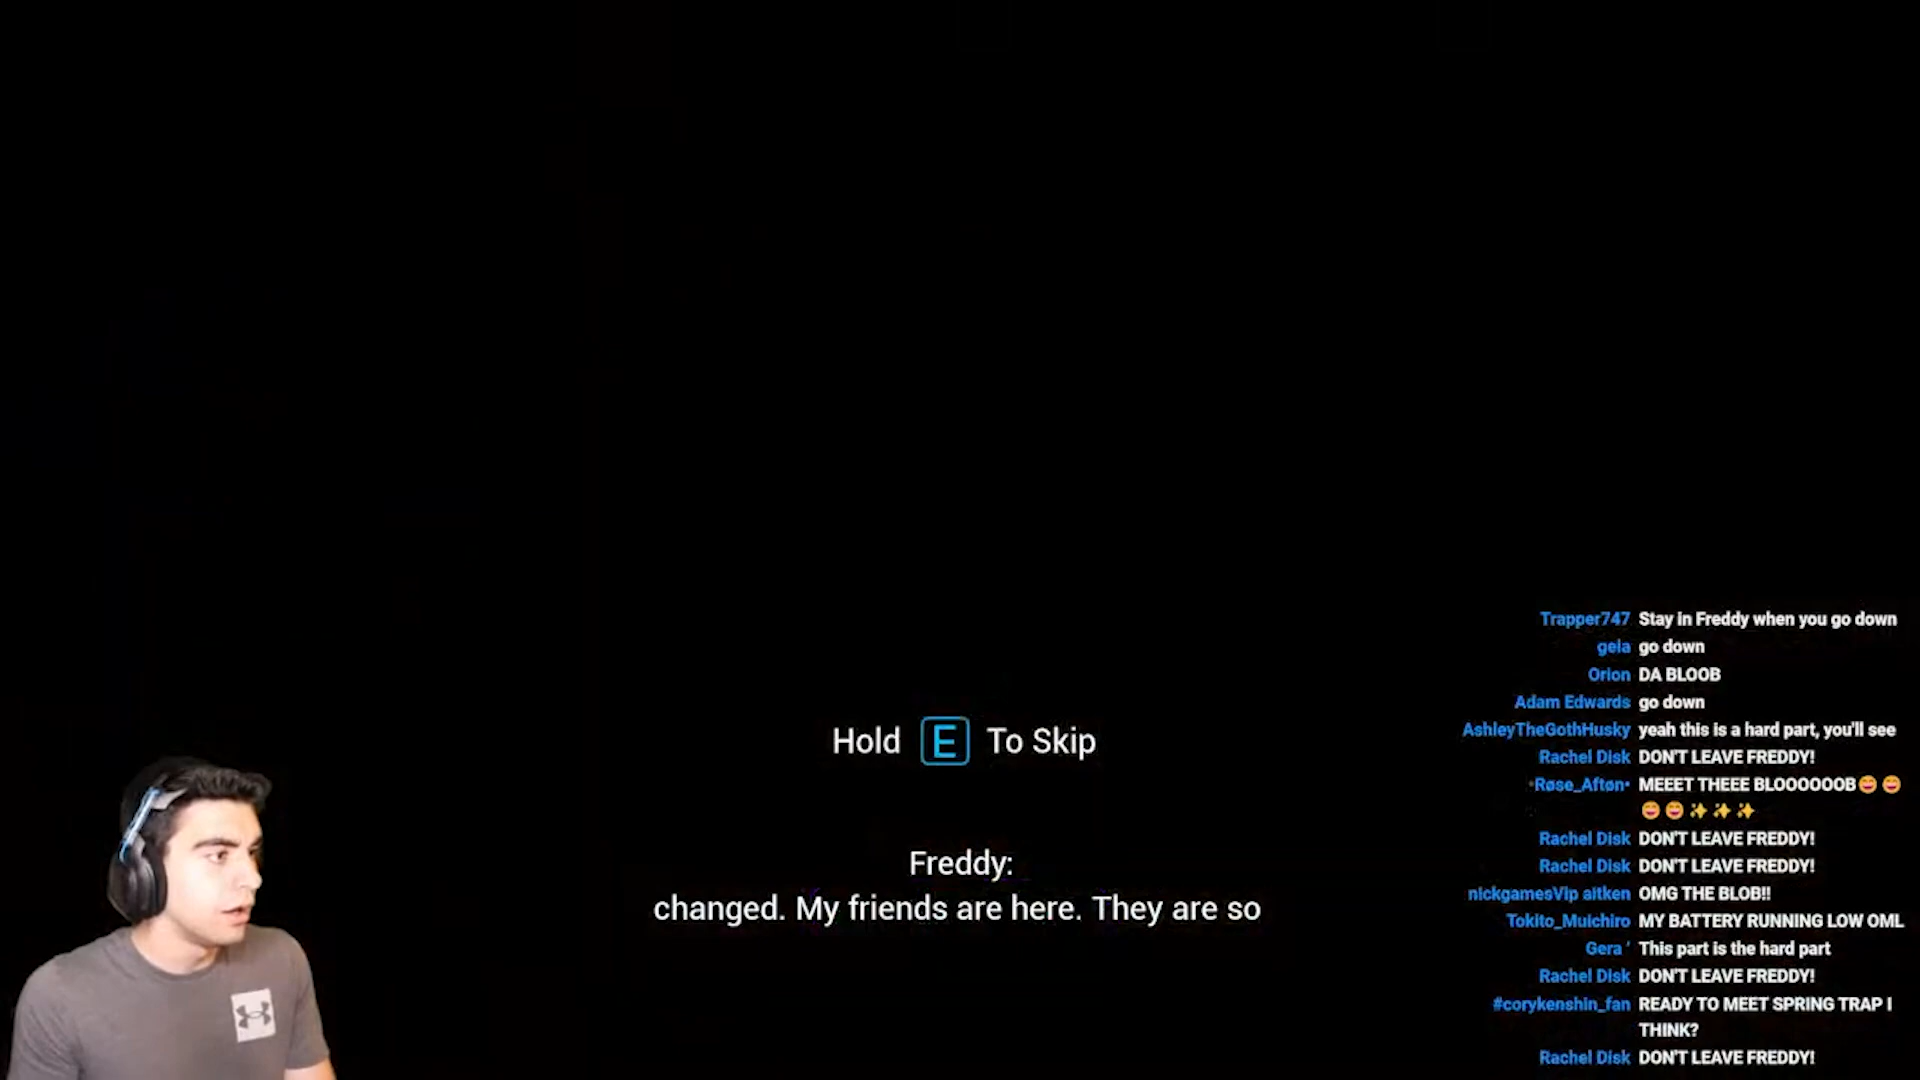 Hold E To Skip
Freddy:
changed. My friends are here. They are so
Trapper747 Stay in Freddy when you go down
gela go down
Orion DA BLOOB
Adam Edwards go down
AshleyTheGothHusky yeah this is a hard part, you'll see
Rachel Disk DON'T LEAVE FREDDY!
•Røse_Aftøn• MEEET THEEE BLOOOOOOB😄😄
😄😄✨✨✨
Rachel Disk DON'T LEAVE FREDDY!
Rachel Disk DON'T LEAVE FREDDY!
nickgamesVip aitken OMG THE BLOB!!
Tokito_Muichiro MY BATTERY RUNNING LOW OML
Gera ' This part is the hard part
Rachel Disk DON'T LEAVE FREDDY!
#corykenshin_fan READY TO MEET SPRING TRAP I
THINK?
Rachel Disk DON'T LEAVE FREDDY!